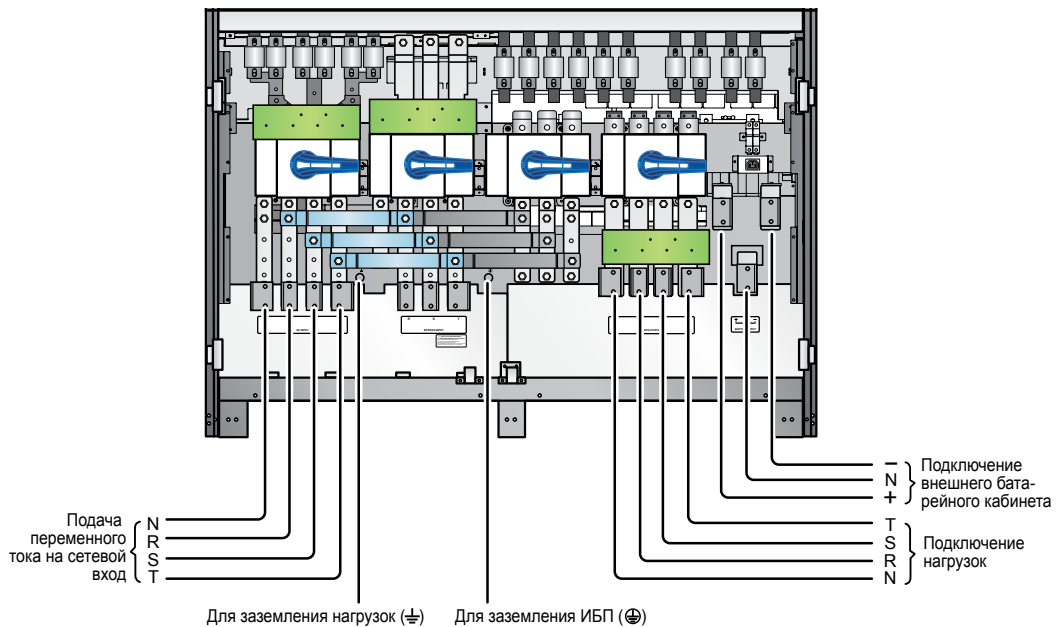 Подача
переменного
тока на сетевой
вход
N
R
S
T
Для заземления нагрузок (⏚)
Для заземления ИБП (⏚)
–
N
+
Подключение
внешнего бата-
рейного кабинета
T
S
R
N
Подключение
нагрузок